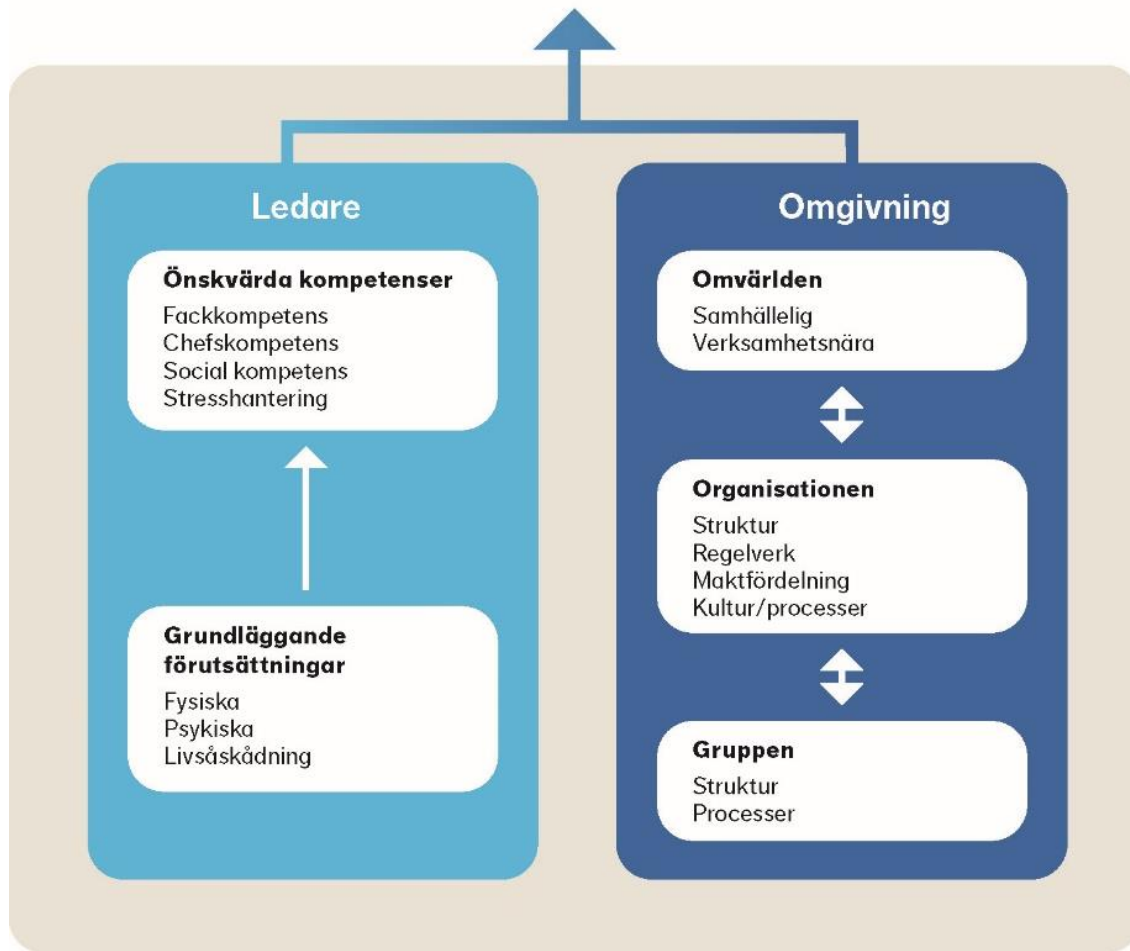 Ledare
Önskvärda kompetenser
Fackkompetens
Chefskompetens
Social kompetens
Stresshantering
Grundläggande
förutsättningar
Fysiska
Psykiska
Livsåskådning
Omgivning
Omvärlden
Samhällelig
Verksamhetsnära
Organisationen
Struktur
Regelverk
Maktfördelning
Kultur/processer
Gruppen
Struktur
Processer